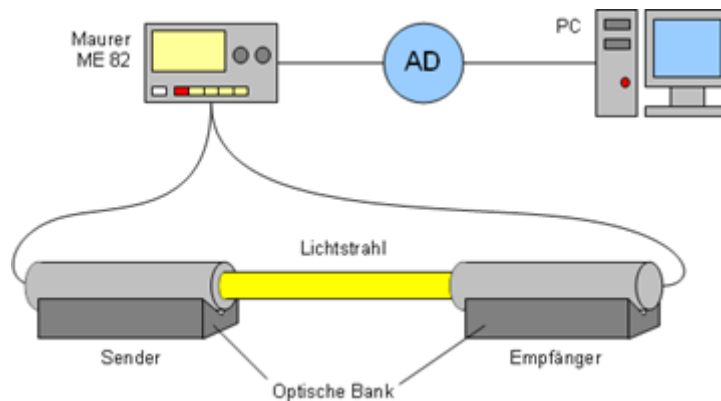 Maurer
ME 82
AD
PC
Lichtstrahl
Sender
Empfänger
Optische Bank